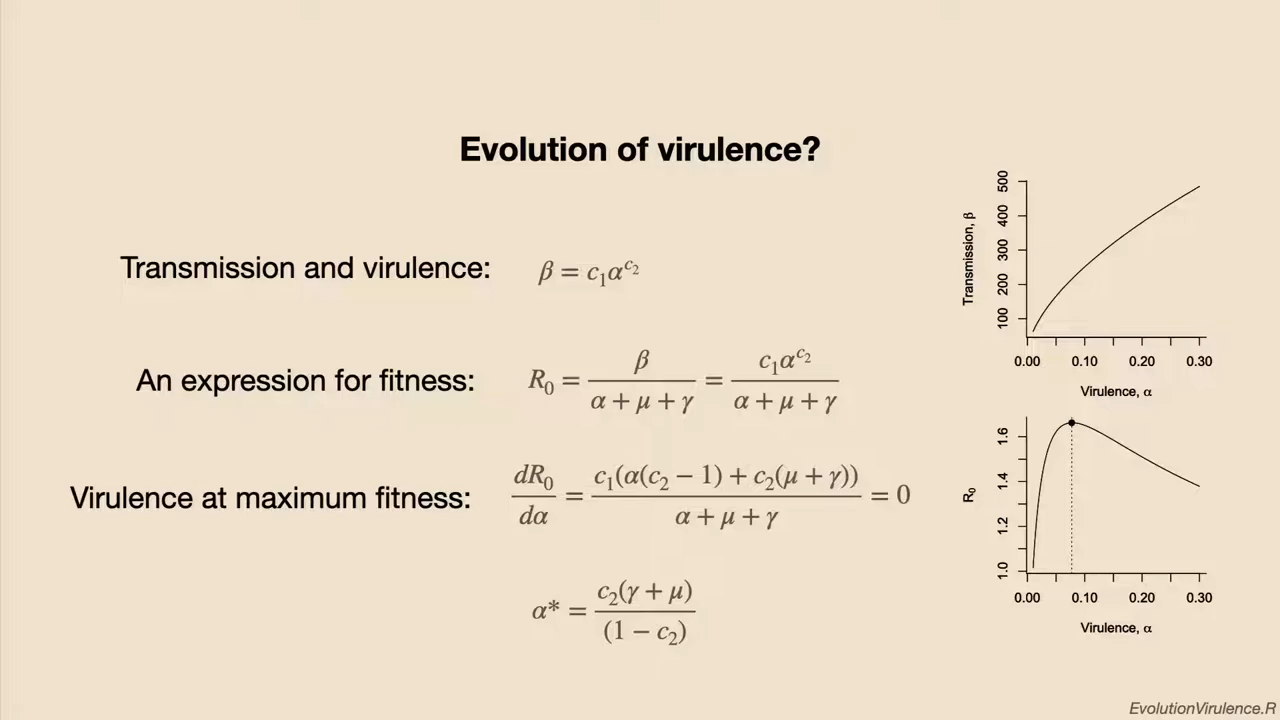 Evolution of virulence?
Transmission and virulence: β = c₁α^{c₂}
An expression for fitness: R₀ = β / (α + μ + γ) = c₁α^{c₂} / (α + μ + γ)
Virulence at maximum fitness: dR₀ / dα = c₁(α(c₂ − 1) + c₂(μ + γ)) / (α + μ + γ) = 0
α* = c₂(γ + μ) / (1 − c₂)
Transmission, β
500
400
300
200
100
0.00 0.10 0.20 0.30
Virulence, α
R₀
1.6
1.4
1.2
1.0
0.00 0.10 0.20 0.30
Virulence, α
EvolutionVirulence.R